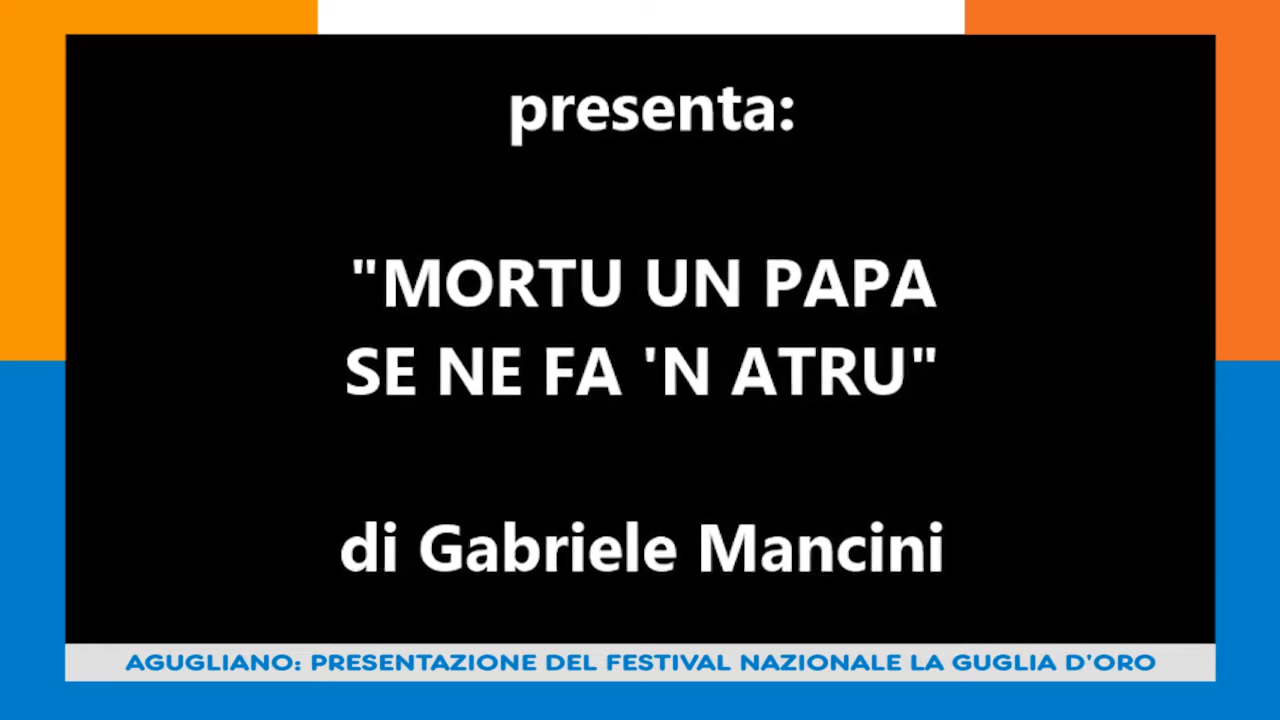 presenta:
"MORTU UN PAPA
SE NE FA 'N ATRU"
di Gabriele Mancini
AGUGLIANO: PRESENTAZIONE DEL FESTIVAL NAZIONALE LA GUGLIA D'ORO